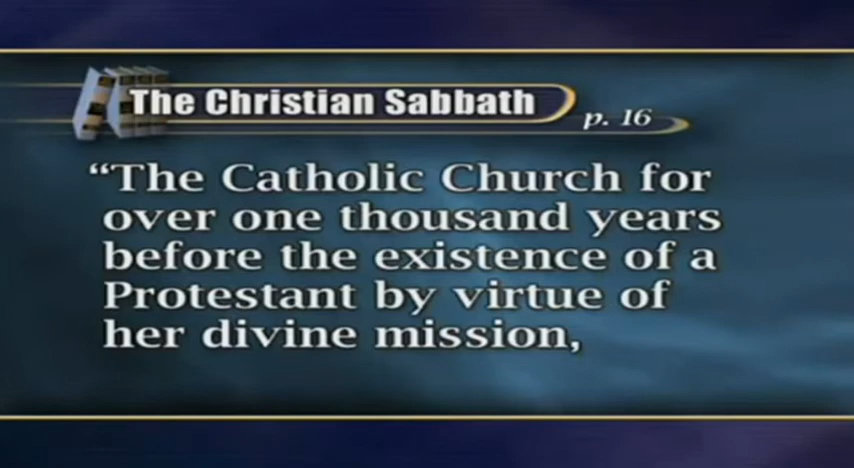 The Christian Sabbath
p. 16
“The Catholic Church for
over one thousand years
before the existence of a
Protestant by virtue of
her divine mission,